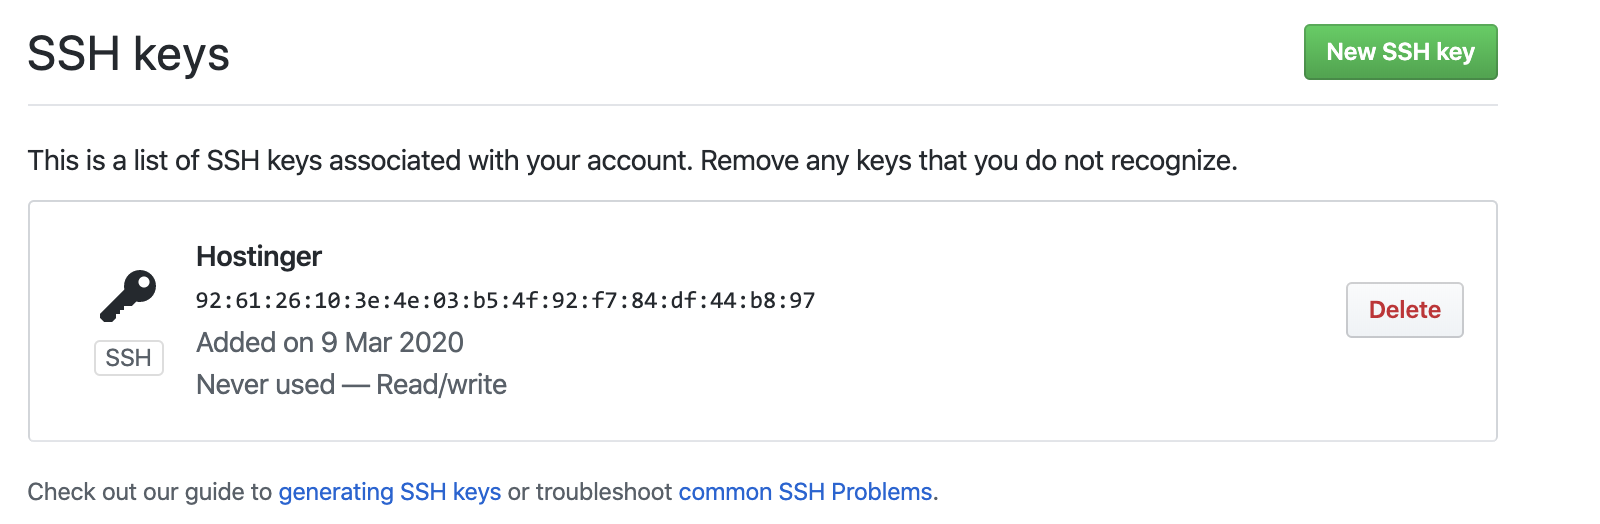 SSH keys
New SSH key
This is a list of SSH keys associated with your account. Remove any keys that you do not recognize.
Hostinger
92:61:26:10:3e:4e:03:b5:4f:92:f7:84:df:44:b8:97
Added on 9 Mar 2020
Never used — Read/write
SSH
Delete
Check out our guide to generating SSH keys or troubleshoot common SSH Problems.